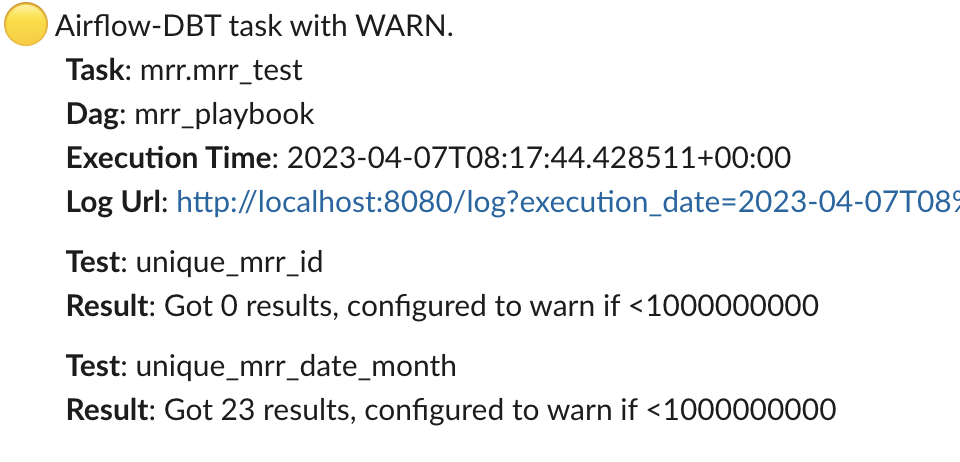 Airflow-DBT task with WARN.
Task: mrr.mrr_test
Dag: mrr_playbook
Execution Time: 2023-04-07T08:17:44.428511+00:00
Log Url: http://localhost:8080/log?execution_date=2023-04-07T08%
Test: unique_mrr_id
Result: Got 0 results, configured to warn if <1000000000
Test: unique_mrr_date_month
Result: Got 23 results, configured to warn if <1000000000